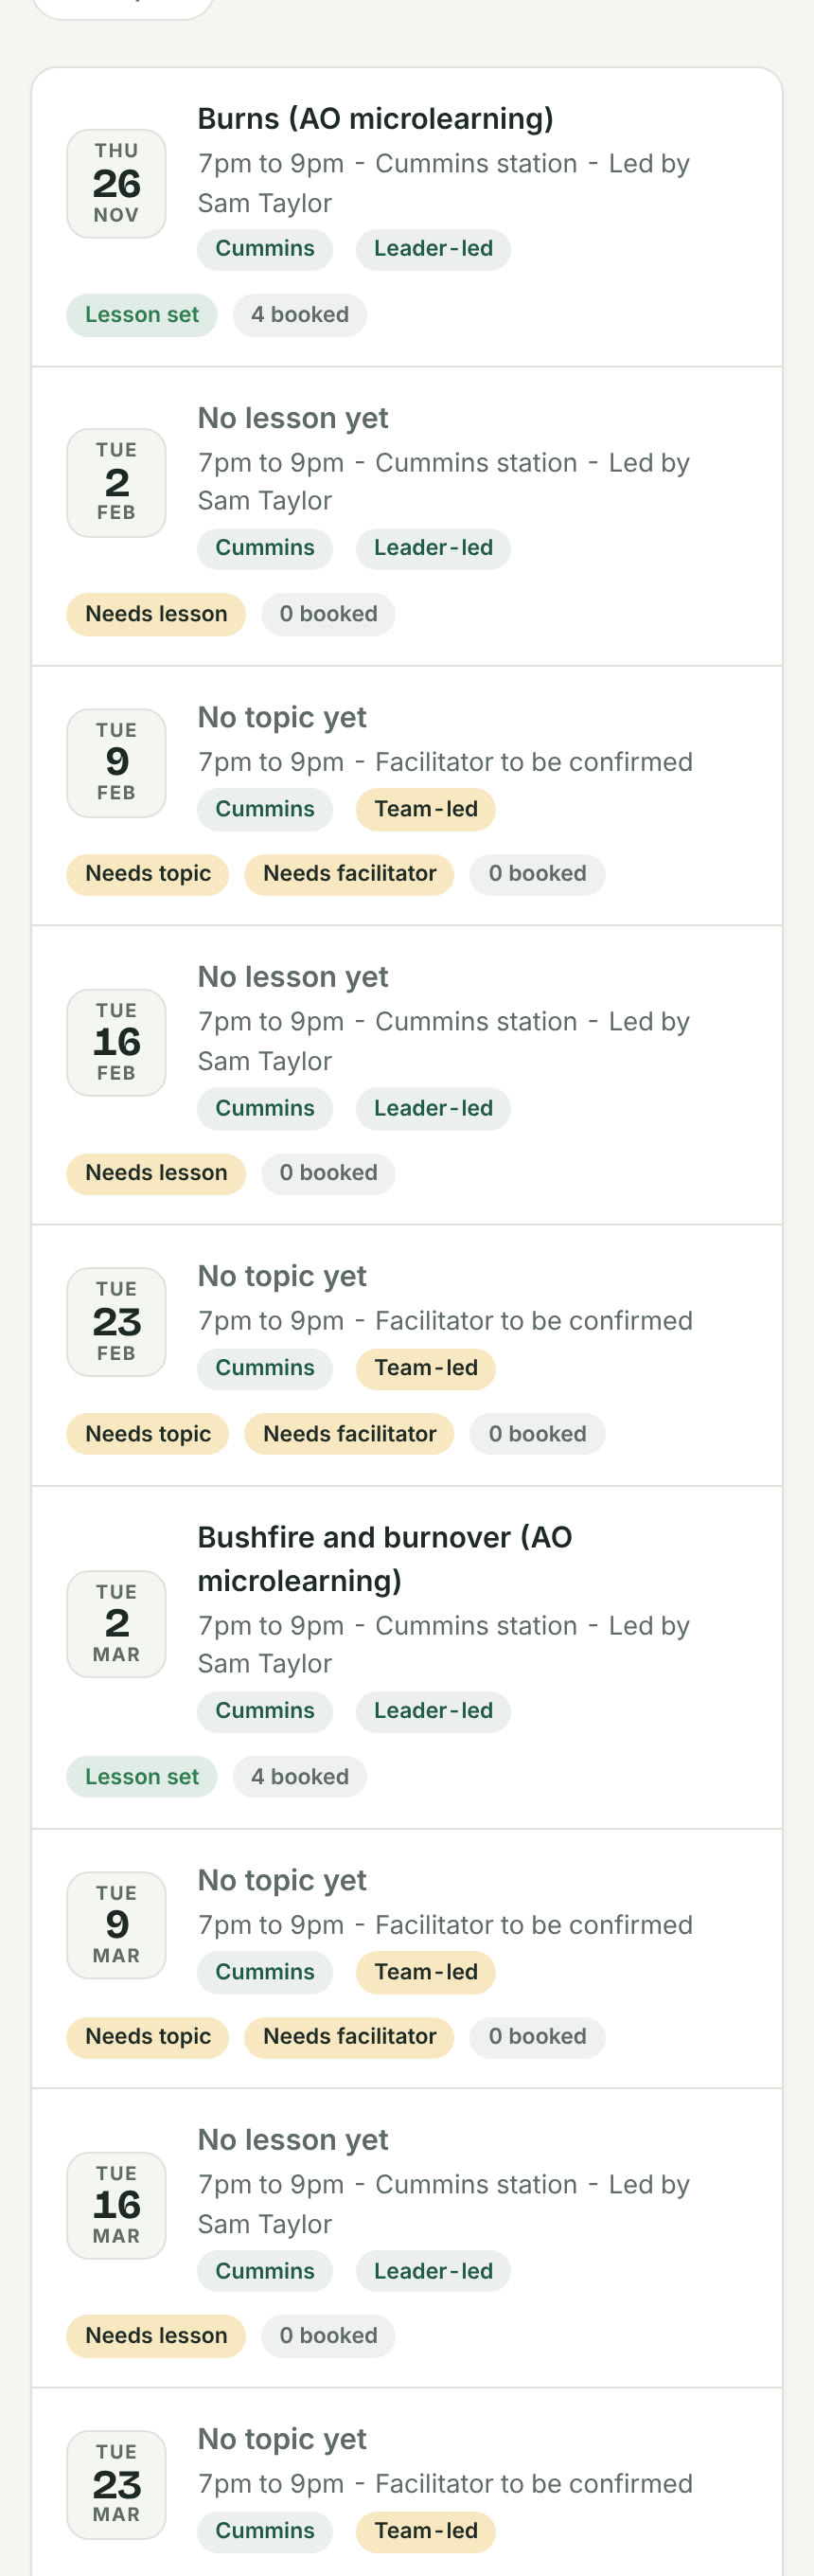 THU
26
NOV
Burns (AO microlearning)
7pm to 9pm - Cummins station - Led by
Sam Taylor
Cummins
Leader-led
Lesson set
4 booked
TUE
2
FEB
No lesson yet
7pm to 9pm - Cummins station - Led by
Sam Taylor
Cummins
Leader-led
Needs lesson
0 booked
TUE
9
FEB
No topic yet
7pm to 9pm - Facilitator to be confirmed
Cummins
Team-led
Needs topic
Needs facilitator
0 booked
TUE
16
FEB
No lesson yet
7pm to 9pm - Cummins station - Led by
Sam Taylor
Cummins
Leader-led
Needs lesson
0 booked
TUE
23
FEB
No topic yet
7pm to 9pm - Facilitator to be confirmed
Cummins
Team-led
Needs topic
Needs facilitator
0 booked
TUE
2
MAR
Bushfire and burnover (AO
microlearning)
7pm to 9pm - Cummins station - Led by
Sam Taylor
Cummins
Leader-led
Lesson set
4 booked
TUE
9
MAR
No topic yet
7pm to 9pm - Facilitator to be confirmed
Cummins
Team-led
Needs topic
Needs facilitator
0 booked
TUE
16
MAR
No lesson yet
7pm to 9pm - Cummins station - Led by
Sam Taylor
Cummins
Leader-led
Needs lesson
0 booked
TUE
23
MAR
No topic yet
7pm to 9pm - Facilitator to be confirmed
Cummins
Team-led